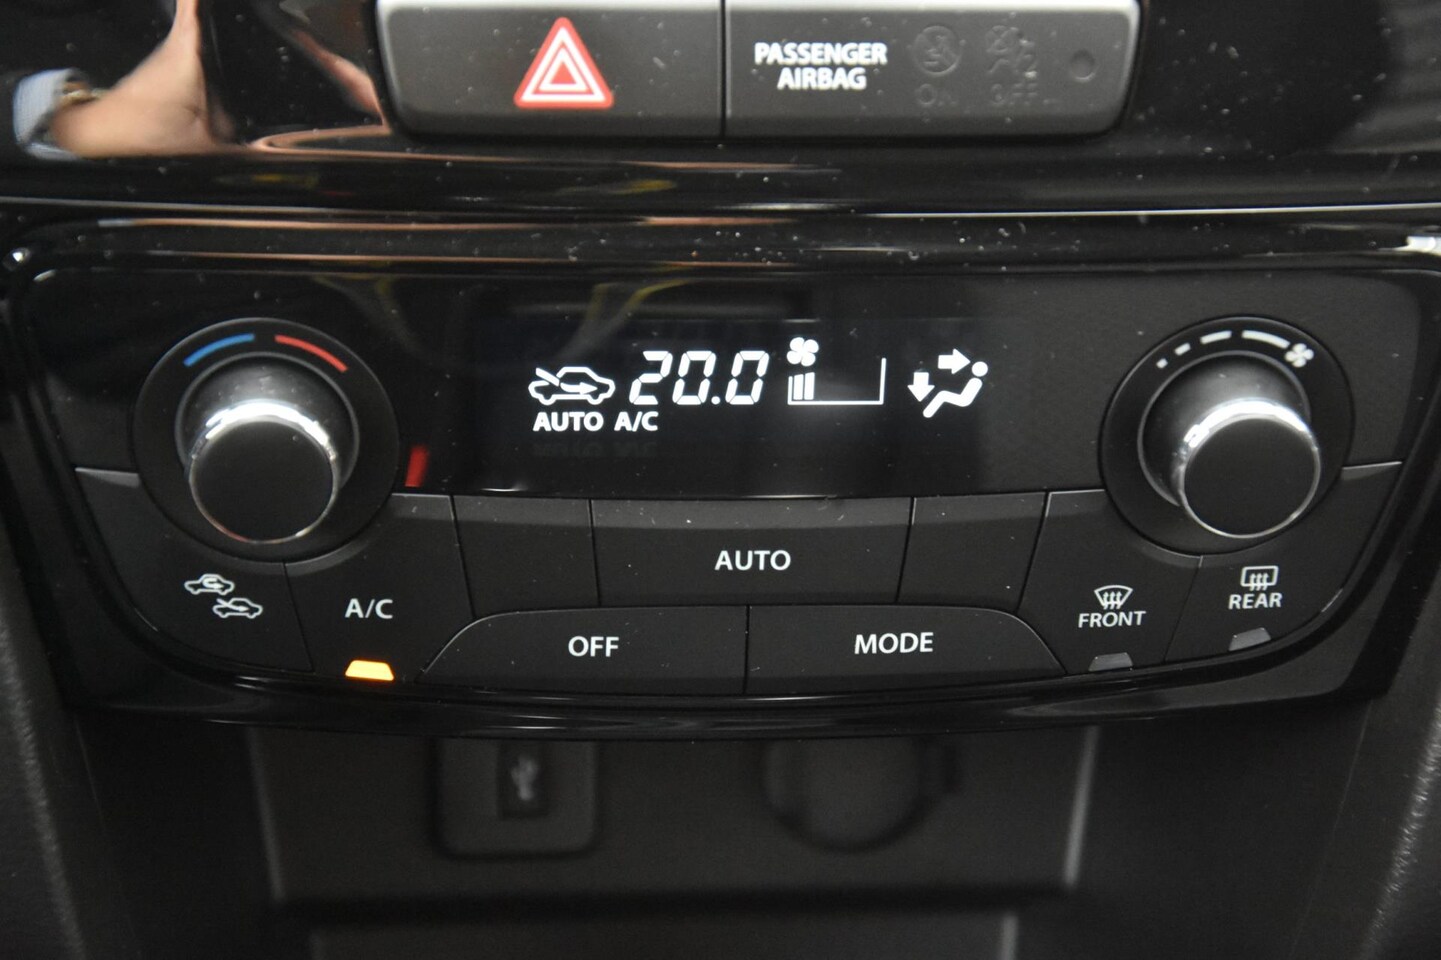 PASSENGER
AIRBAG
ON OFF
20.0
AUTO A/C
AUTO
A/C
OFF
MODE
FRONT
REAR